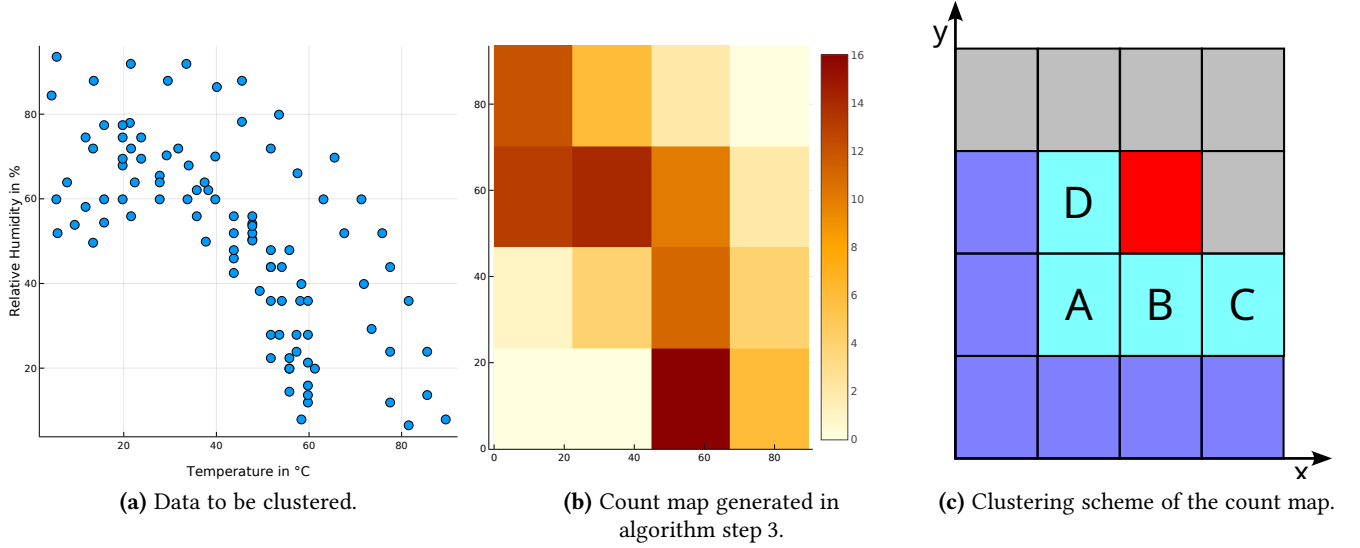 80
60
40
20
Relative Humidity in %
20
40
60
80
Temperature in °C
(a) Data to be clustered.
80
60
40
20
0
0
20
40
60
80
16
14
12
10
8
6
4
2
0
(b) Count map generated in
algorithm step 3.
y
D
A
B
C
x
(c) Clustering scheme of the count map.